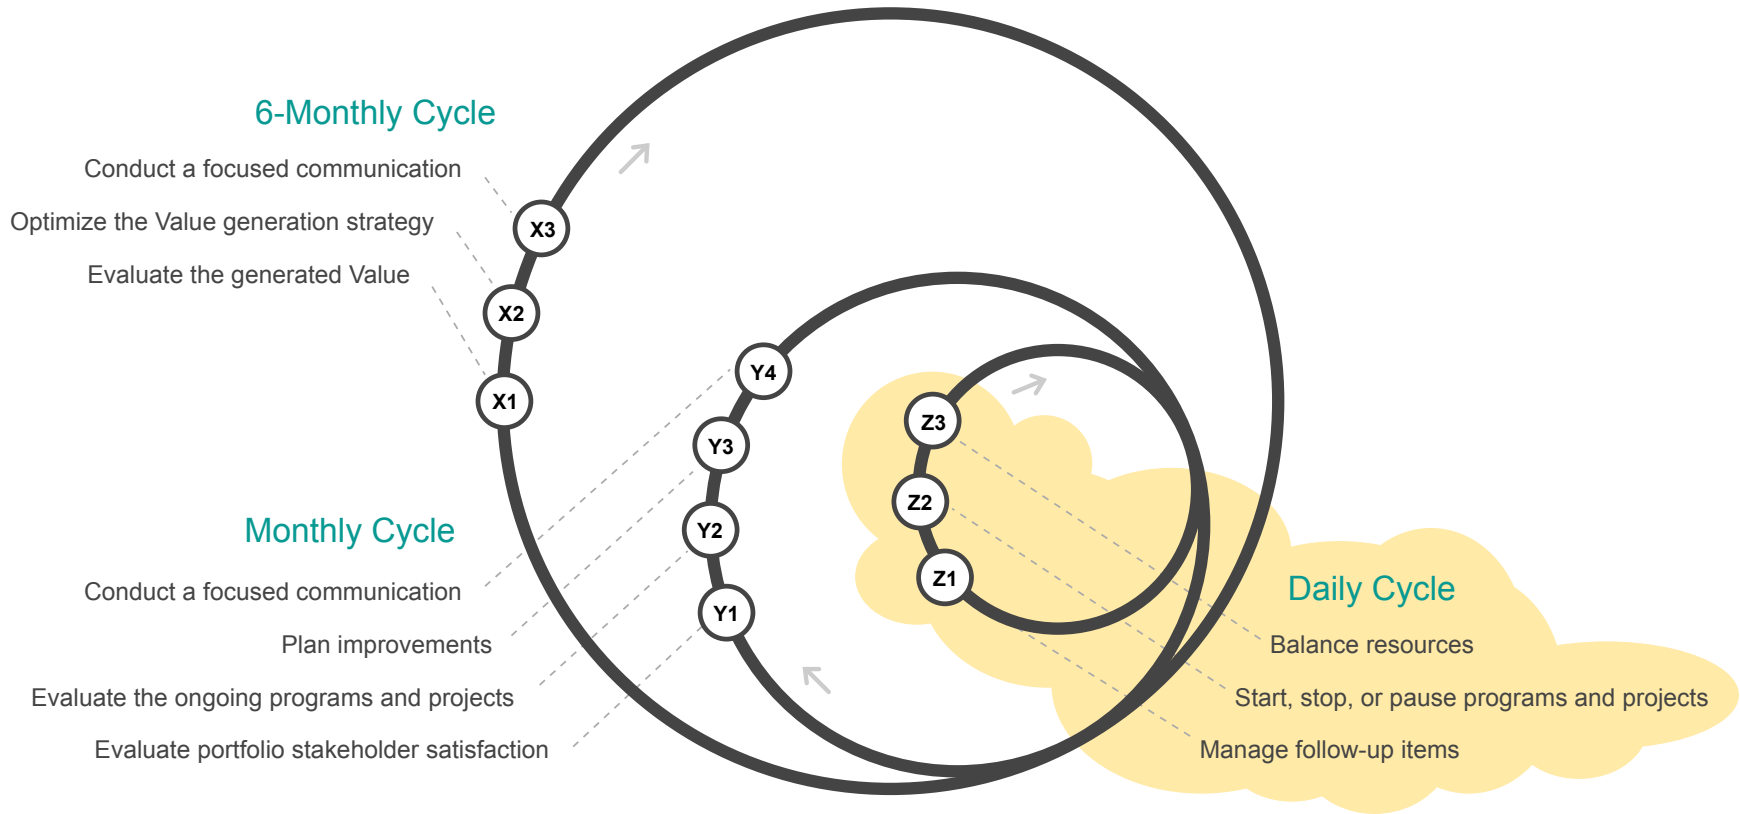 6-Monthly Cycle
Conduct a focused communication
Optimize the Value generation strategy
Evaluate the generated Value
X3
X2
X1
Monthly Cycle
Conduct a focused communication
Plan improvements
Evaluate the ongoing programs and projects
Evaluate portfolio stakeholder satisfaction
Y4
Y3
Y2
Y1
Z3
Z2
Z1
Daily Cycle
Balance resources
Start, stop, or pause programs and projects
Manage follow-up items